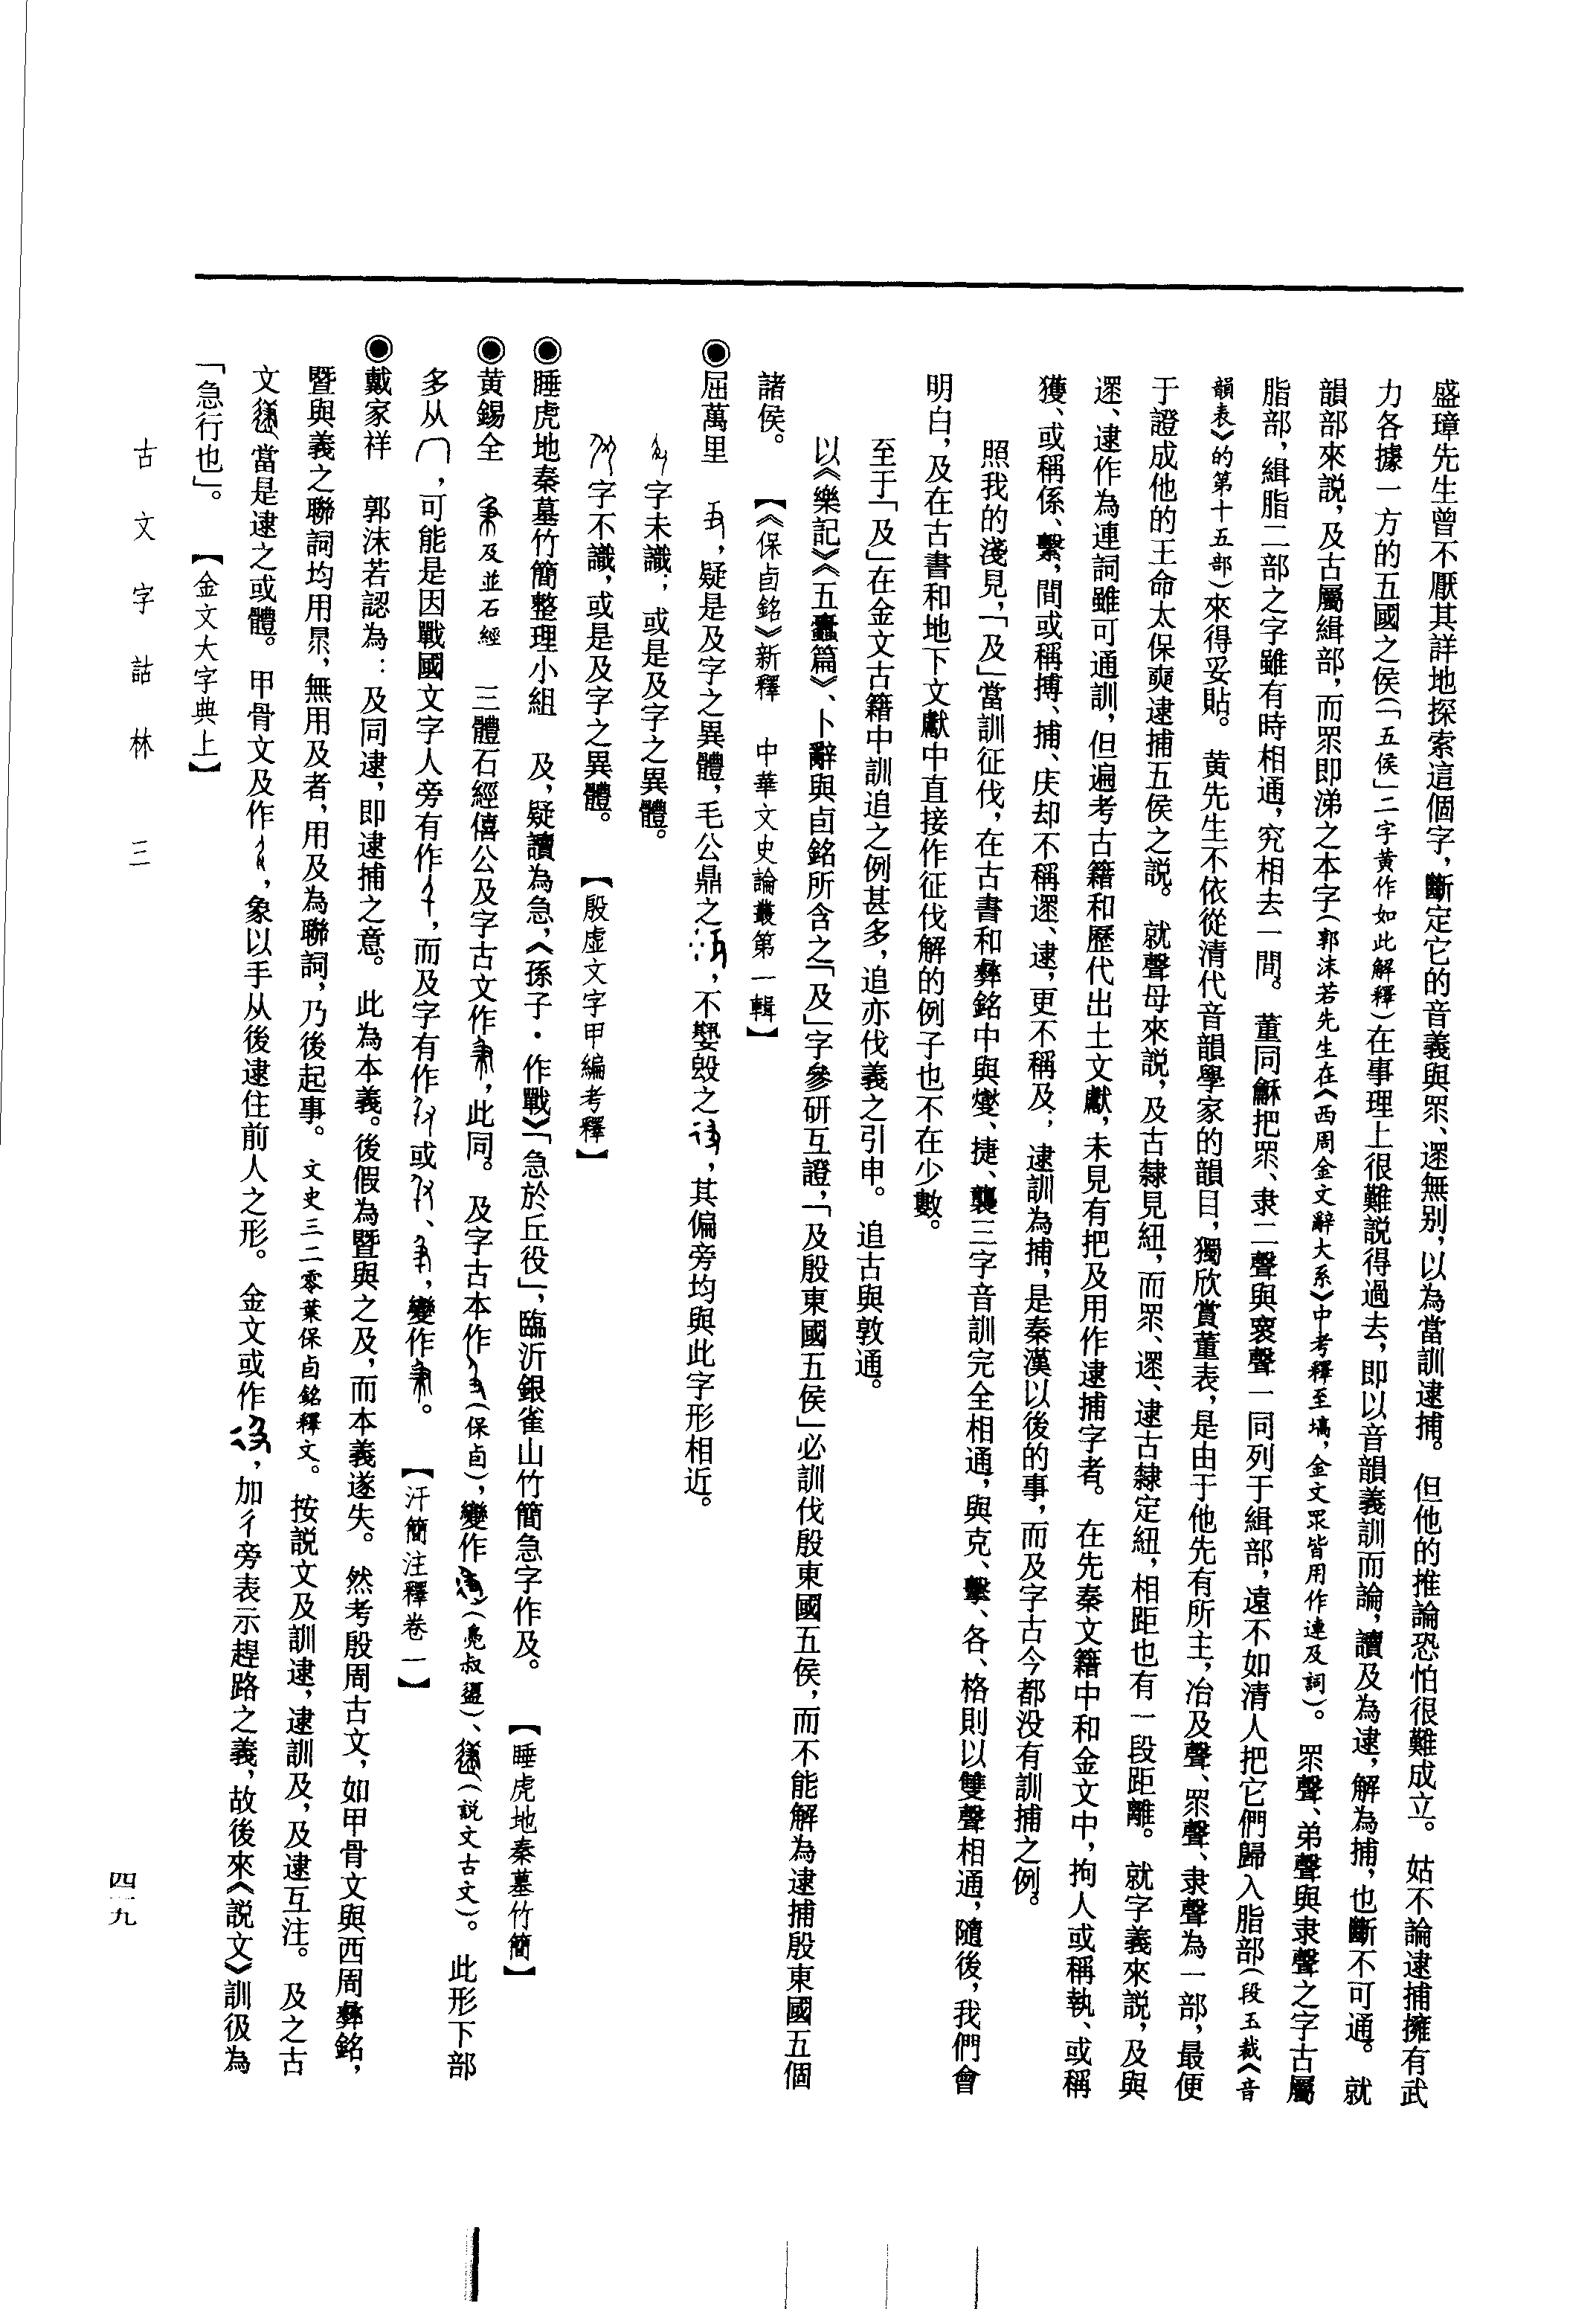 盛璋先生曾不厭其詳地探索這個字，斷定它的音義與眔、遝無别，以為當訓逮捕。但他的推論恐怕很難成立。姑不論逮捕擁有武
力各據一方的五國之侯（「五侯」二字黄作如此解釋）在事理上很難説得過去，即以音韻義訓而論，讀及為逮，解為捕，也斷不可通。就
韻部來説，及古屬緝部，而眔即涕之本字（郭沫若先生在《西周金文辭大系》中考釋至塙，金文眔皆用作連及詞）。眔聲、弟聲與隶聲之字古屬
脂部，緝脂二部之字雖有時相通，究相去一間。董同龢把眔、隶二聲與褱聲一同列于緝部，遠不如清人把它們歸入脂部（段玉裁《音
韻表》的第十五部）來得妥貼。黄先生不依從清代音韻學家的韻目，獨欣賞董表，是由于他先有所主，冶及聲、眔聲、隶聲為一部，最便
于證成他的王命太保奭逮捕五侯之説。就聲母來説，及古隸見紐，而眔、遝、逮古隸定紐，相距也有一段距離。就字義來説，及與
遝、逮作為連詞雖可通訓，但遍考古籍和歷代出土文獻，未見有把及用作逮捕字者。在先秦文籍中和金文中，拘人或稱執、或稱
獲、或稱係、繫，間或稱搏、捕、庆却不稱遝、逮，更不稱及；逮訓為捕，是秦漢以後的事，而及字古今都没有訓捕之例。
照我的淺見，「及」當訓征伐，在古書和彝銘中與燮、捷、襲三字音訓完全相通，與克、擊、各、格則以雙聲相通，隨後，我們會
明白，及在古書和地下文獻中直接作征伐解的例子也不在少數。
至于「及」在金文古籍中訓追之例甚多，追亦伐義之引申。追古與敦通。
以《樂記》《五蠹篇》、卜辭與卣銘所含之「及」字參研互證，「及殷東國五侯」必訓伐殷東國五侯，而不能解為逮捕殷東國五個
諸侯。　【《保卣銘》新釋　中華文史論叢第一輯】
◉屈萬里　，疑是及字之異體，毛公鼎之，不𡢁𣪘之，其偏旁均與此字形相近。
字未識；或是及字之異體。
字不識，或是及字之異體。　【殷虚文字甲編考釋】
◉睡虎地秦墓竹簡整理小組　及，疑讀為急，《孫子・作戰》「急於丘役」，臨沂銀雀山竹簡急字作及。　【睡虎地秦墓竹簡】
◉黄錫全　及並石經　三體石經僖公及字古文作，此同。及字古本作（保卣），變作（鳧叔盨）、（説文古文）。此形下部
多从，可能是因戰國文字人旁有作，而及字有作或、，變作。　【汗簡注釋卷一】
◉戴家祥　郭沫若認為：及同逮，即逮捕之意。此為本義。後假為暨與之及，而本義遂失。然考殷周古文，如甲骨文與西周彝銘，
暨與義之聯詞均用眔，無用及者，用及為聯詞，乃後起事。文史三二零葉保卣銘釋文。按説文及訓逮，逮訓及，及逮互注。及之古
文當是逮之或體。甲骨文及作，象以手从後逮住前人之形。金文或作，加彳旁表示趕路之義，故後來《説文》訓彶為
「急行也」。　【金文大字典上】
古文字詁林　三
四一九